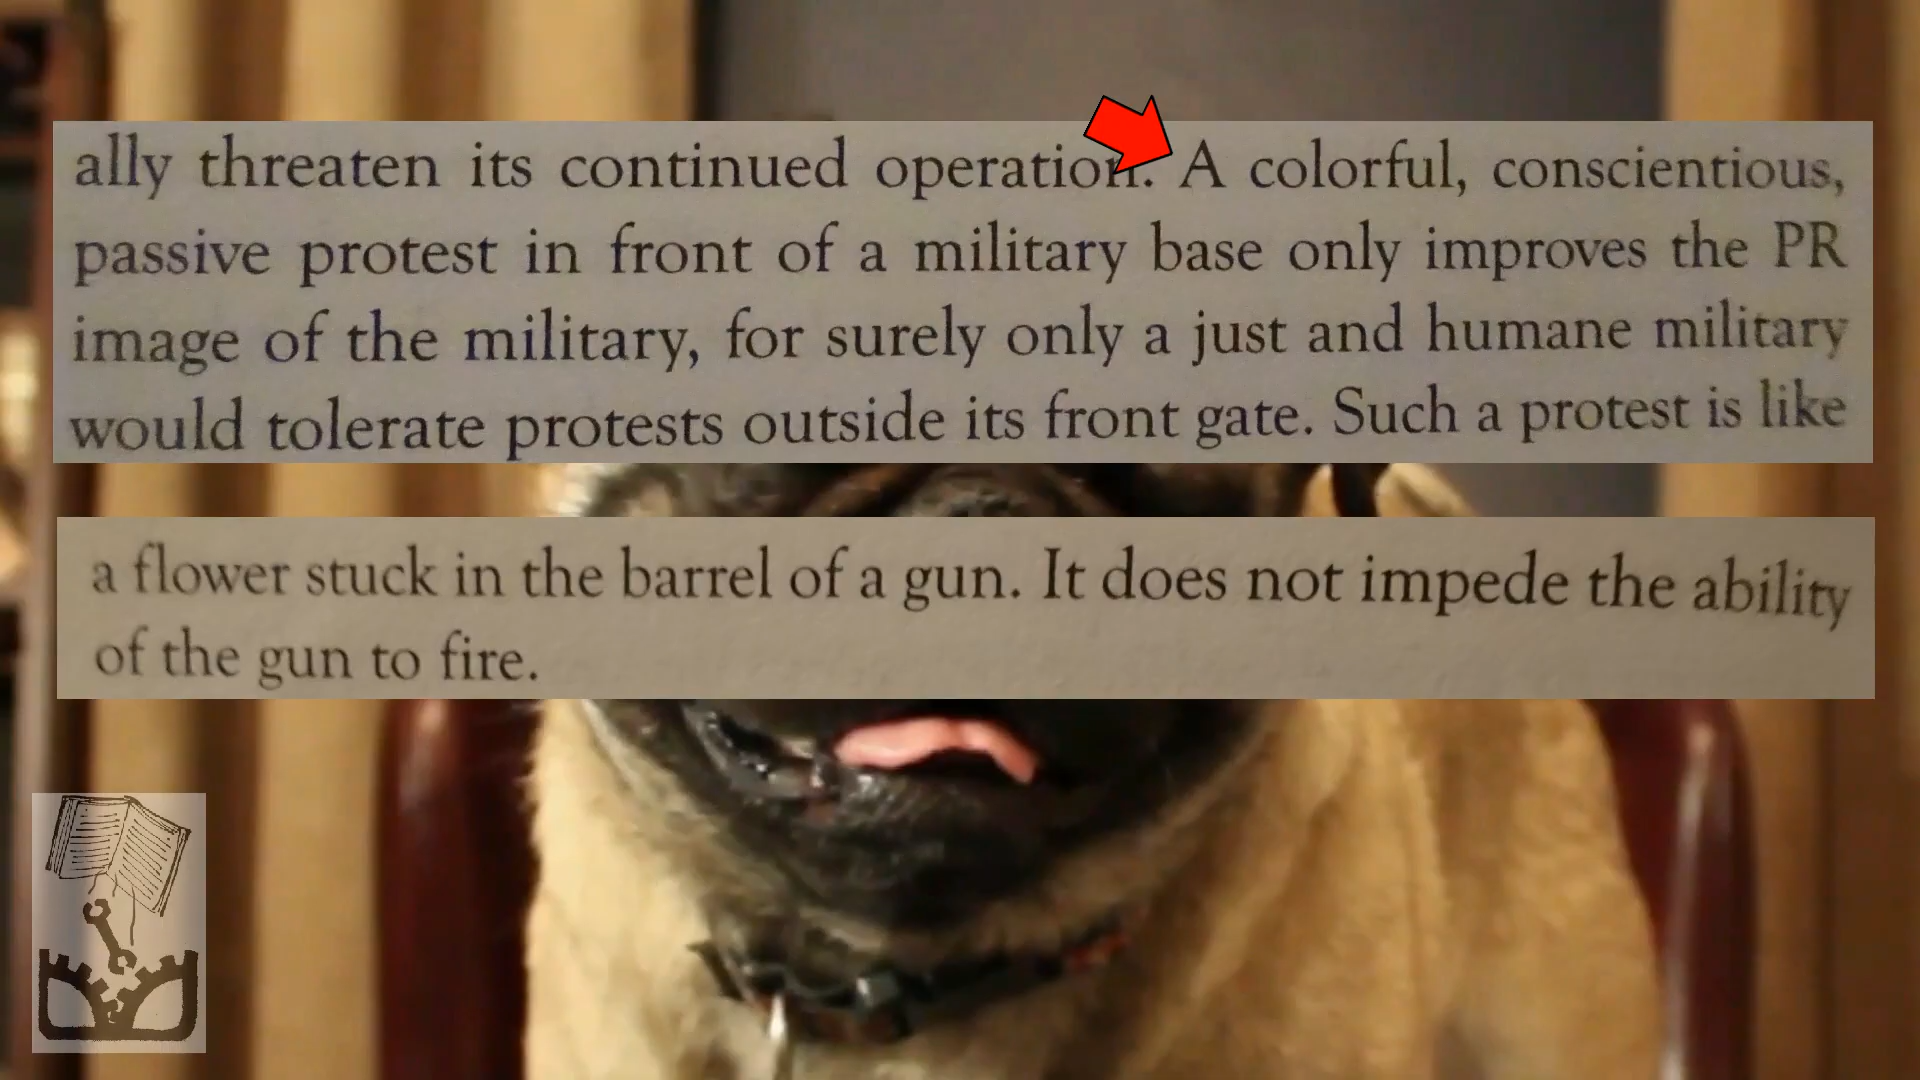 ally threaten its continued operation. A colorful, conscientious,
passive protest in front of a military base only improves the PR
image of the military, for surely only a just and humane military
would tolerate protests outside its front gate. Such a protest is like
a flower stuck in the barrel of a gun. It does not impede the ability
of the gun to fire.